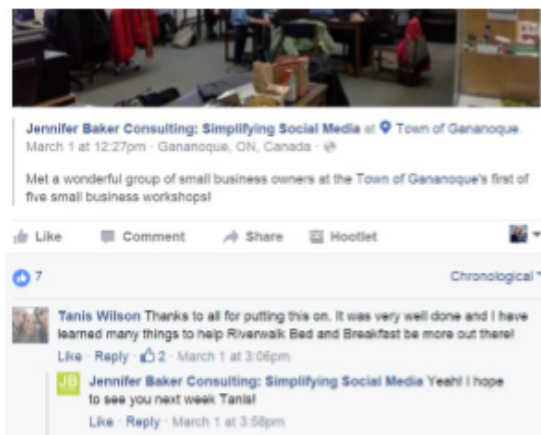 Jennifer Baker Consulting: Simplifying Social Media at Town of Gananoque.
March 1 at 12:27pm · Gananoque, ON, Canada ·
Met a wonderful group of small business owners at the Town of Gananoque's first of
five small business workshops!
Like Comment Share Hootlet
7 Chronological
Tanis Wilson Thanks to all for putting this on. It was very well done and I have
learned many things to help Riverwalk Bed and Breakfast be more out there!
Like · Reply · 2 · March 1 at 3:06pm
JB
Jennifer Baker Consulting: Simplifying Social Media Yeah! I hope
to see you next week Tanis!
Like · Reply · March 1 at 3:58pm